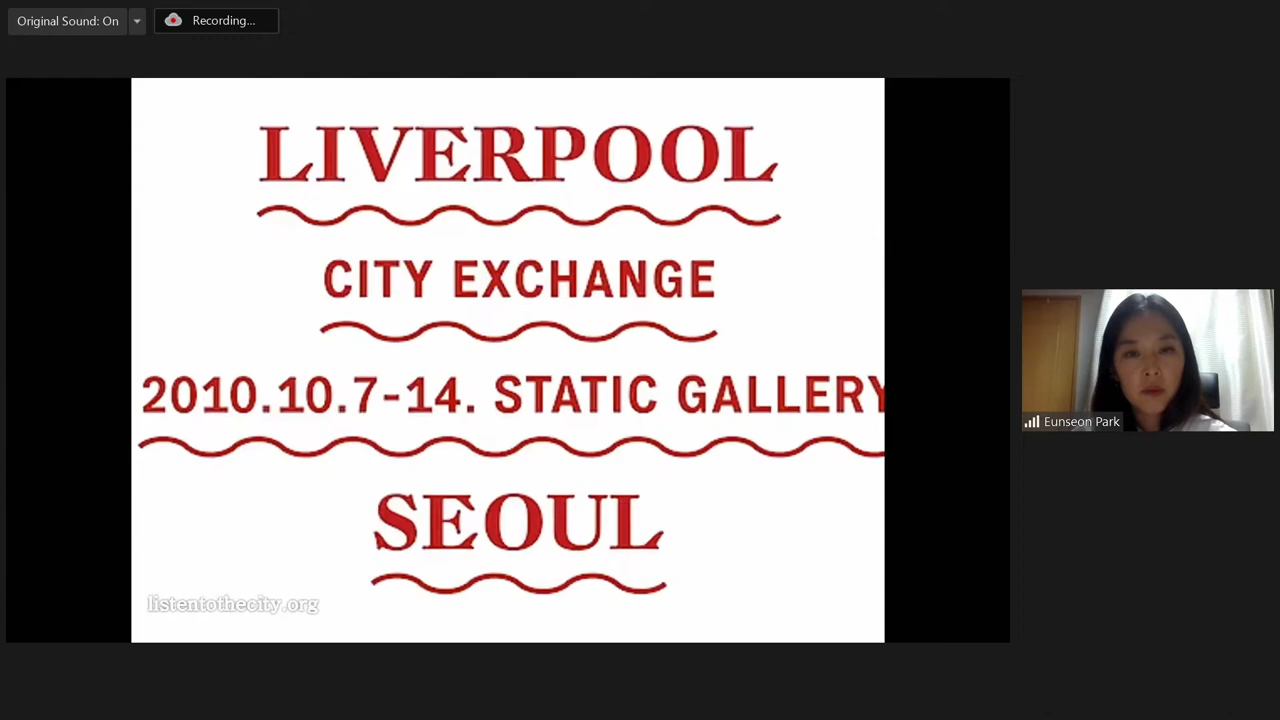 Original Sound: On
Recording...
LIVERPOOL
CITY EXCHANGE
2010.10.7-14. STATIC GALLERY
SEOUL
listentothecity.org
Eunseon Park